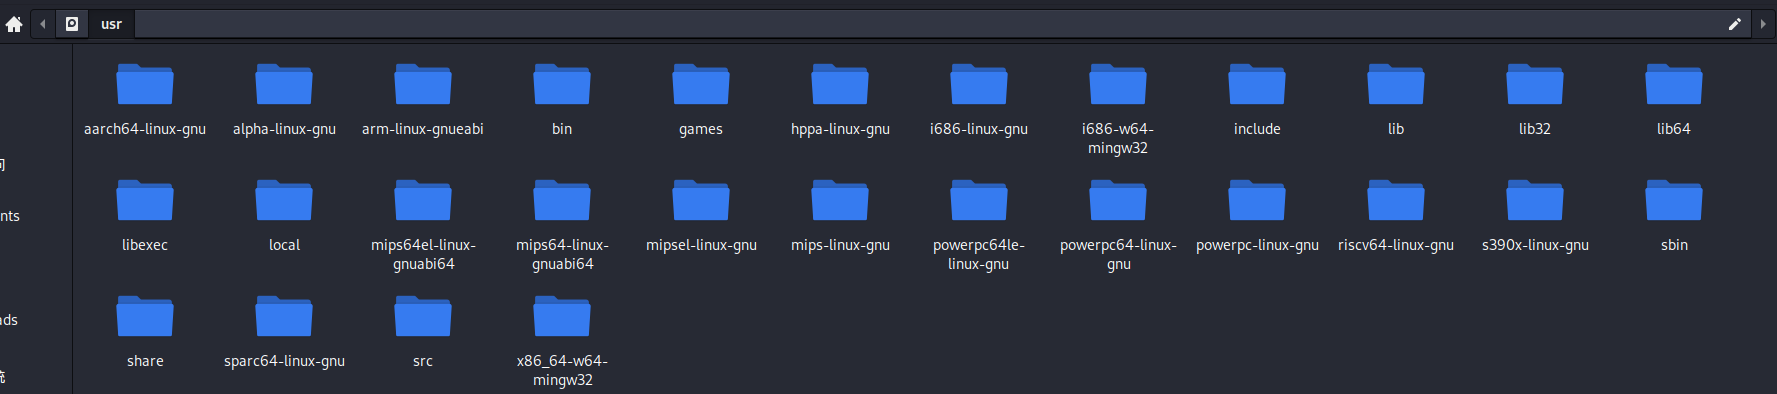 usr
aarch64-linux-gnu alpha-linux-gnu arm-linux-gnueabi bin games hppa-linux-gnu i686-linux-gnu i686-w64-mingw32 include lib lib32 lib64
libexec local mips64el-linux-gnuabi64 mips64-linux-gnuabi64 mipsel-linux-gnu mips-linux-gnu powerpc64le-linux-gnu powerpc64-linux-gnu powerpc-linux-gnu riscv64-linux-gnu s390x-linux-gnu sbin
nts
ads
share sparc64-linux-gnu src x86_64-w64-mingw32